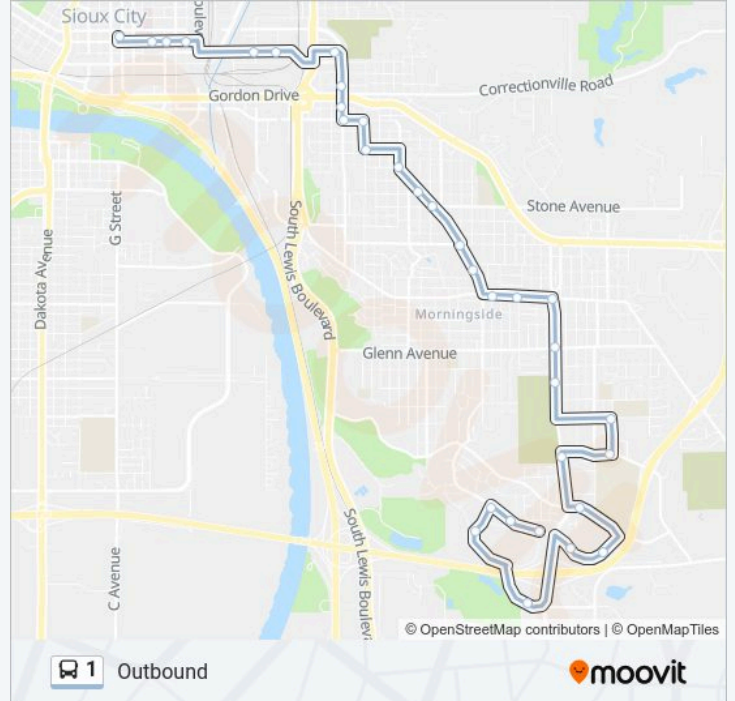 Sioux City
Gordon Drive
Correctionville Road
G Street
Stone Avenue
Dakota Avenue
South Lewis Boulevard
Morningside
Glenn Avenue
C Avenue
South Lewis Boulev
© OpenStreetMap contributors | © OpenMapTiles
1 Outbound
moovit